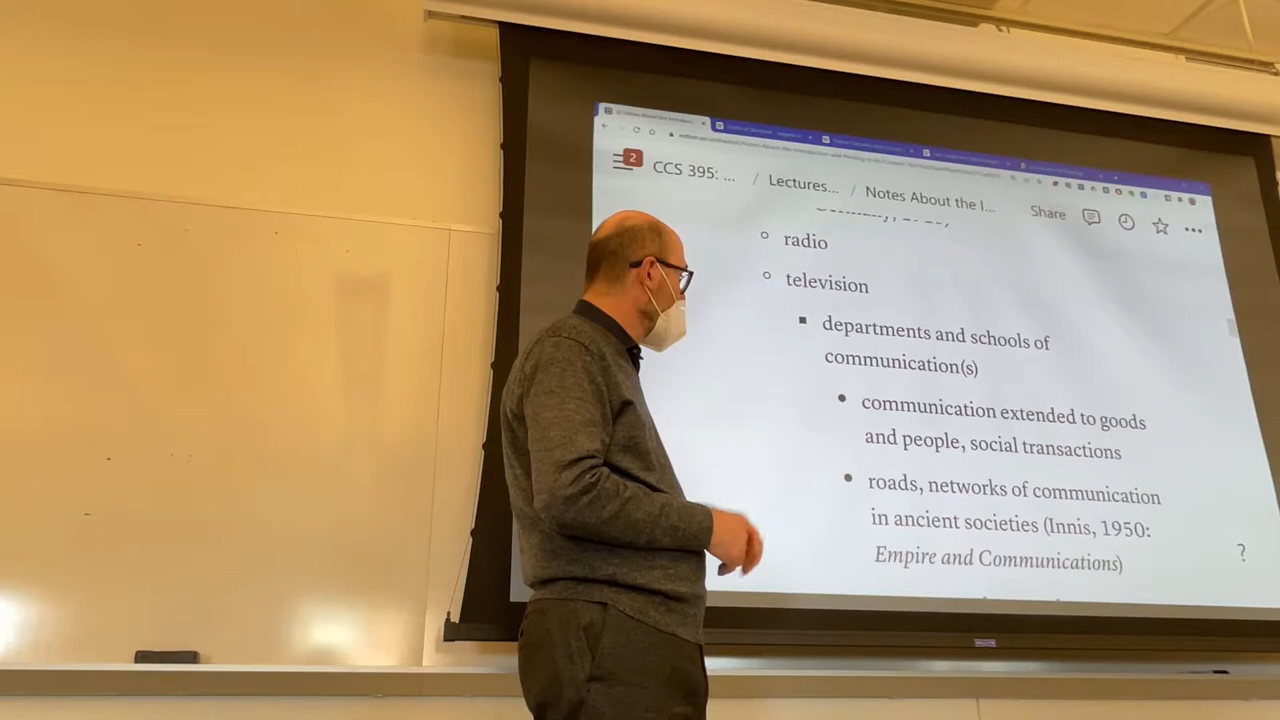 2
CCS 395: ... / Lectures... / Notes About the I... Share
radio
television
departments and schools of
communication(s)
communication extended to goods
and people, social transactions
roads, networks of communication
in ancient societies (Innis, 1950:
Empire and Communications)
?